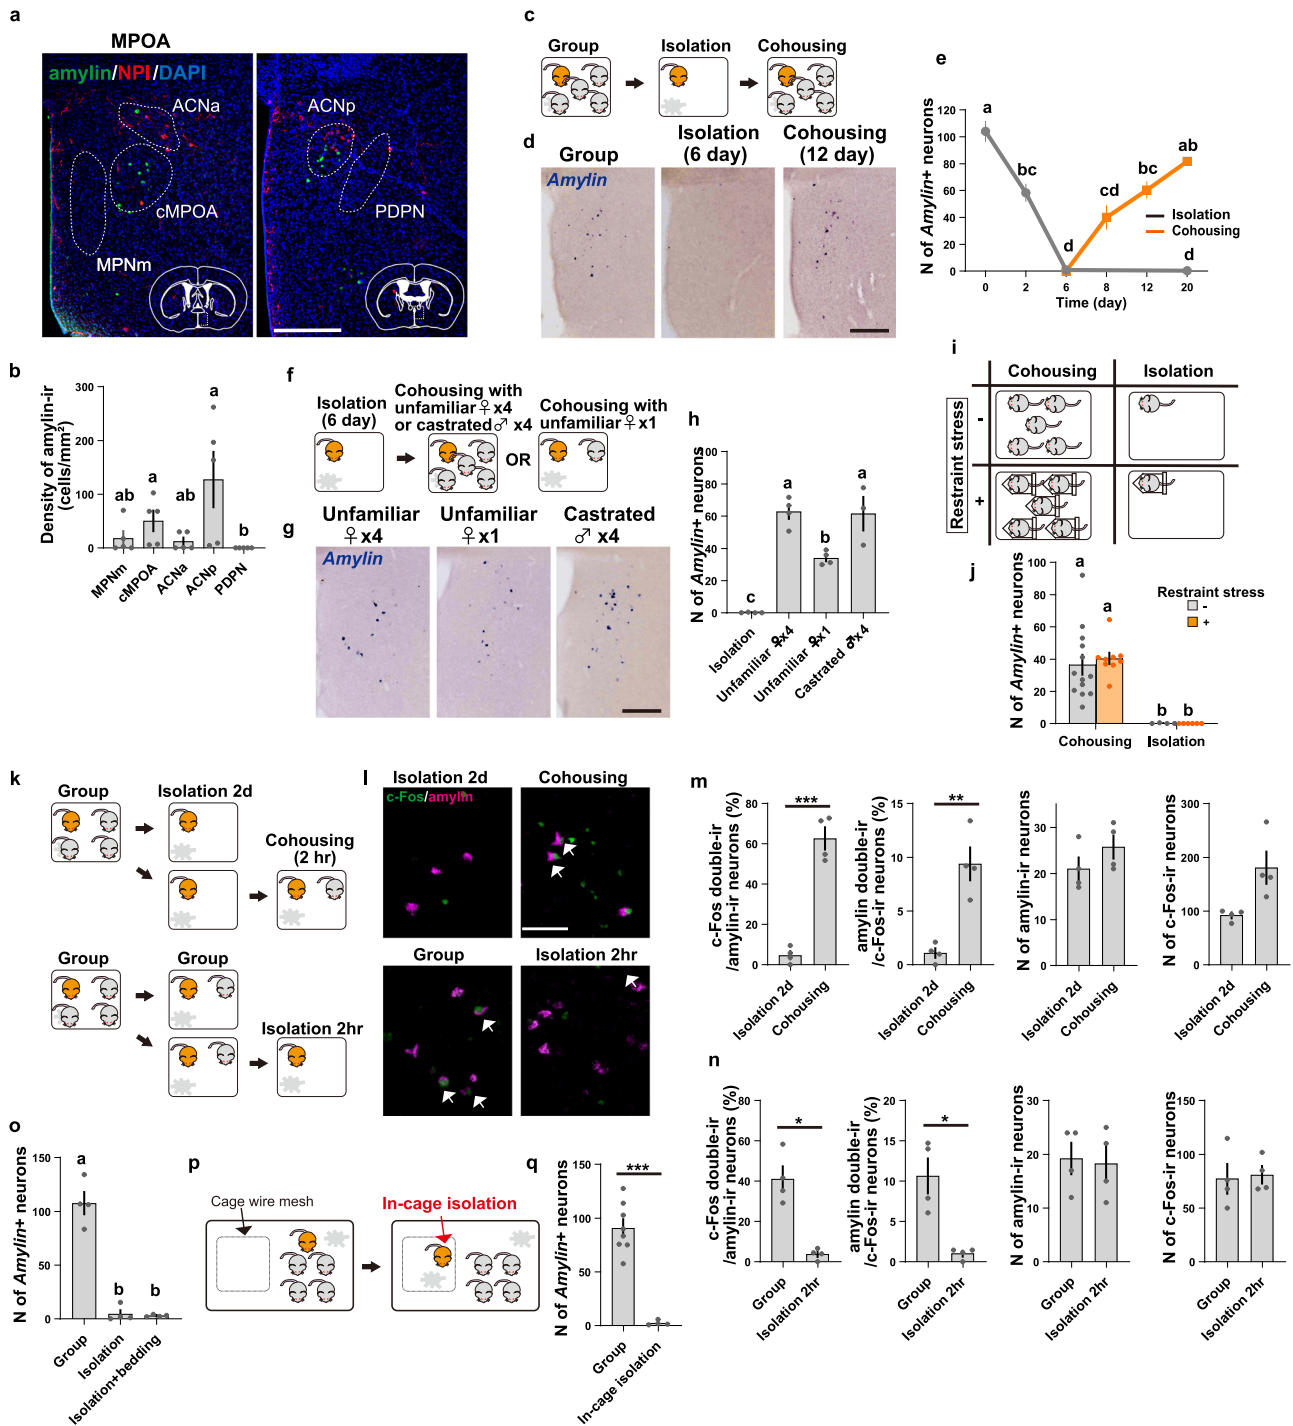 a
MPOA
amylin/NPI/DAPI
ACNa
cMPOA
MPNm
ACNp
PDPN
b
Density of amylin-ir
(cells/mm²)
300
200
100
0
ab
a
ab
a
b
MPNm
cMPOA
ACNa
ACNp
PDPN
c
Group
Isolation
Cohousing
d
Group
Isolation
(6 day)
Cohousing
(12 day)
Amylin
e
N of Amylin+ neurons
120
100
80
60
40
20
0
a
bc
d
cd
bc
ab
d
Isolation
Cohousing
0
2
6
8
12
20
Time (day)
f
Isolation
(6 day)
Cohousing with
unfamiliar♀x4
or castrated♂ x4
OR
Cohousing with
unfamiliar♀x1
g
Unfamiliar
♀x4
Unfamiliar
♀x1
Castrated
♂ x4
Amylin
h
N of Amylin+ neurons
100
80
60
40
20
0
c
a
b
a
Isolation
Unfamiliar ♀x4
Unfamiliar ♀x1
Castrated ♂x4
i
Cohousing
Isolation
Restraint stress
-
+
j
N of Amylin+ neurons
100
80
60
40
20
0
a
a
b
b
Restraint stress
-
+
Cohousing
Isolation
k
Group
Isolation 2d
Cohousing
(2 hr)
Group
Group
Isolation 2hr
l
Isolation 2d
Cohousing
c-Fos/amylin
Group
Isolation 2hr
m
c-Fos double-ir
/amylin-ir neurons (%)
80
60
40
20
0
***
Isolation 2d
Cohousing
amylin double-ir
/c-Fos-ir neurons (%)
15
10
5
0
**
Isolation 2d
Cohousing
N of amylin-ir neurons
30
20
10
0
Isolation 2d
Cohousing
N of c-Fos-ir neurons
300
200
100
0
Isolation 2d
Cohousing
n
c-Fos double-ir
/amylin-ir neurons (%)
80
60
40
20
0
*
Group
Isolation 2hr
amylin double-ir
/c-Fos-ir neurons (%)
20
15
10
5
0
*
Group
Isolation 2hr
N of amylin-ir neurons
30
20
10
0
Group
Isolation 2hr
N of c-Fos-ir neurons
150
100
50
0
Group
Isolation 2hr
o
N of Amylin+ neurons
150
100
50
0
a
b
b
Group
Isolation
Isolation+bedding
p
Cage wire mesh
In-cage isolation
q
N of Amylin+ neurons
150
100
50
0
***
Group
In-cage isolation